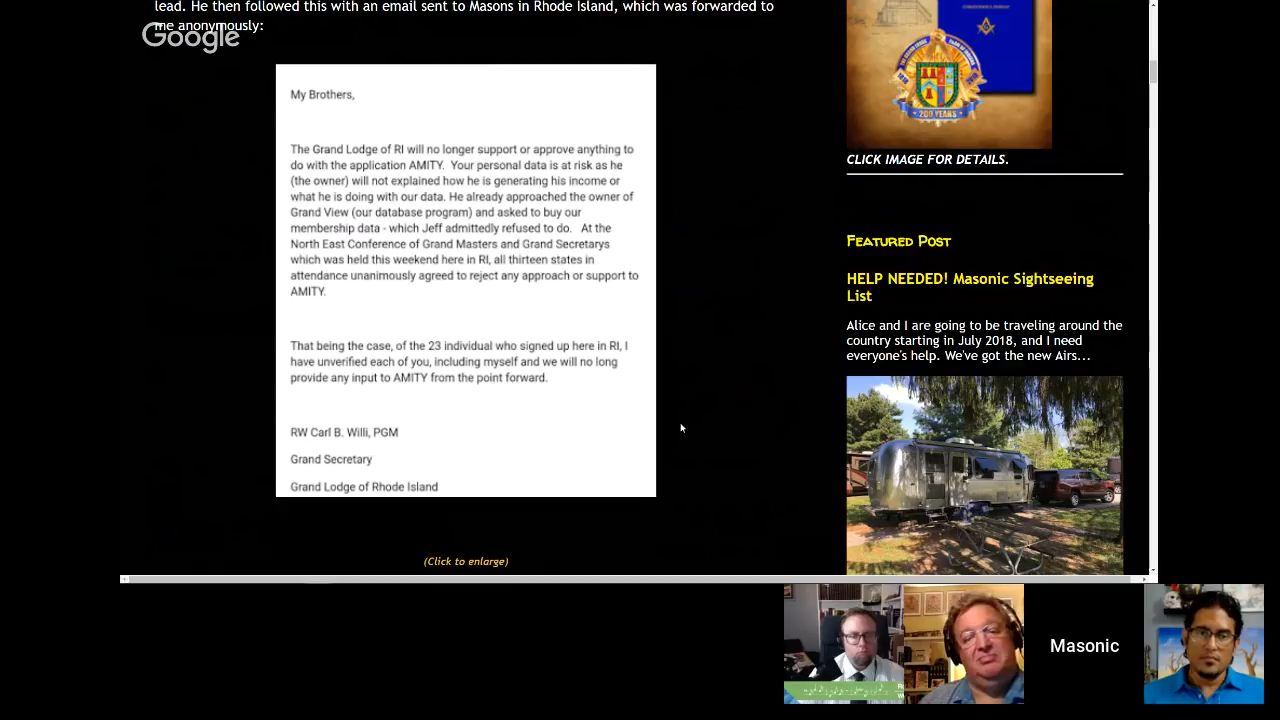 lead. He then followed this with an email sent to Masons in Rhode Island, which was forwarded to
me anonymously:
Google
My Brothers,
The Grand Lodge of RI will no longer support or approve anything to
do with the application AMITY. Your personal data is at risk as he
(the owner) will not explained how he is generating his income or
what he is doing with our data. He already approached the owner of
Grand View (our database program) and asked to buy our
membership data - which Jeff admittedly refused to do. At the
North East Conference of Grand Masters and Grand Secretarys
which was held this weekend here in RI, all thirteen states in
attendance unanimously agreed to reject any approach or support to
AMITY.
That being the case, of the 23 individual who signed up here in RI, I
have unverified each of you, including myself and we will no long
provide any input to AMITY from the point forward.
RW Carl B. Willi, PGM
Grand Secretary
Grand Lodge of Rhode Island
(Click to enlarge)
200 YEARS
CLICK IMAGE FOR DETAILS.
Featured Post
HELP NEEDED! Masonic Sightseeing
List
Alice and I are going to be traveling around the
country starting in July 2018, and I need
everyone's help. We've got the new Airs...
Masonic